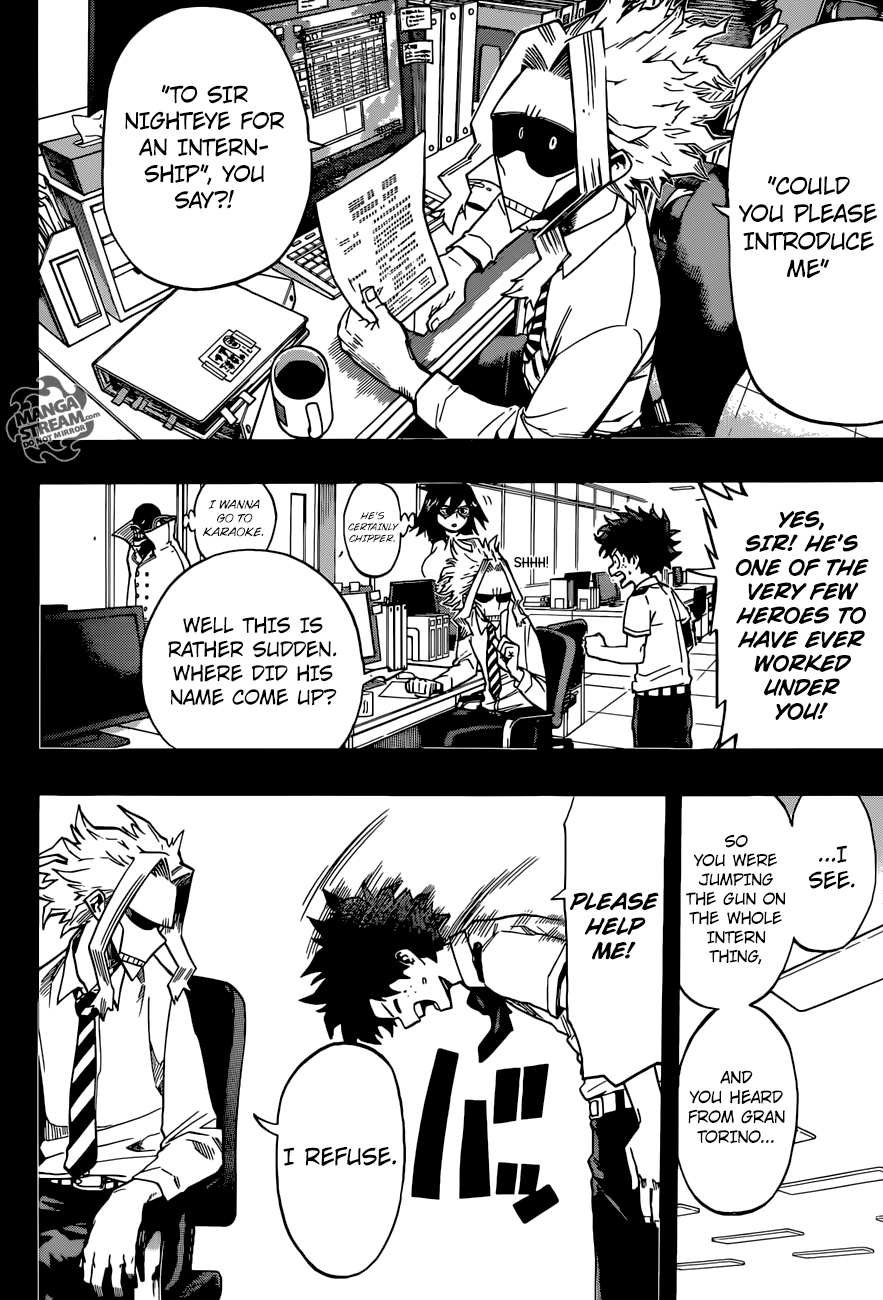 "COULD
YOU PLEASE
INTRODUCE
ME"
"TO SIR
NIGHTEYE FOR
AN INTERN-
SHIP", YOU
SAY?!
MANGA
STREAM.com
DO NOT MIRROR
YES,
SIR! HE'S
ONE OF THE
VERY FEW
HEROES TO
HAVE EVER
WORKED
UNDER
YOU!
SHHH!
HE'S
CERTAINLY
CHIPPER.
I WANNA
GO TO
KARAOKE.
WELL THIS IS
RATHER SUDDEN.
WHERE DID HIS
NAME COME UP?
...I
SEE.
SO
YOU WERE
JUMPING
THE GUN ON
THE WHOLE
INTERN
THING,
AND
YOU HEARD
FROM GRAN
TORINO...
PLEASE
HELP
ME!
バッ
I REFUSE.